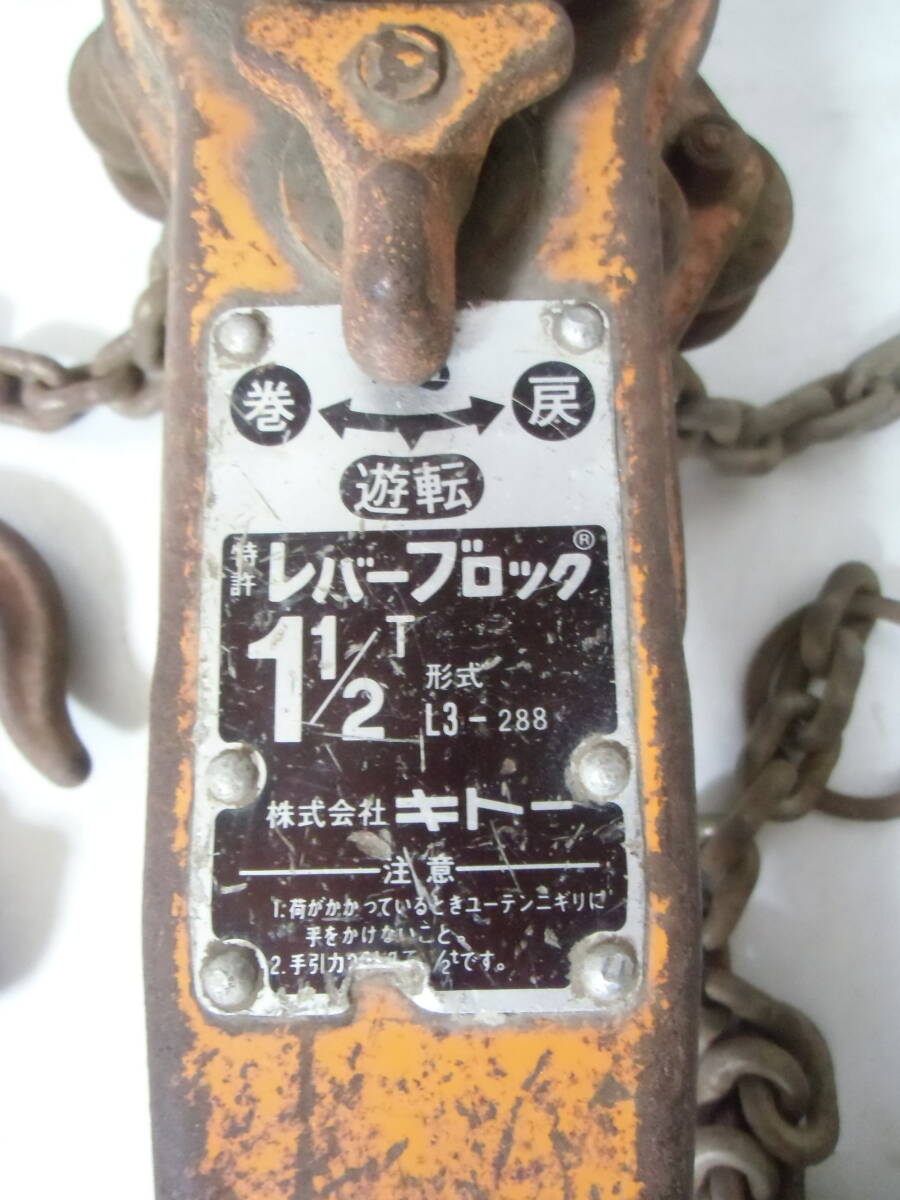 巻 戻
遊転
特許 レバーブロック®
1 1/2 T
形式
L3-288
株式会社 キトー
注意
1. 荷がかかっているときユーテンニギリに
手をかけないこと。
2. 手引力 /2tです。